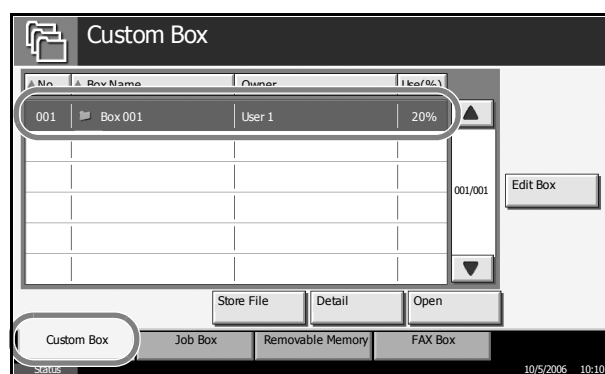 Custom Box
No. Box Name Owner Use(%)
001 Box 001 User 1 20%
001/001
Edit Box
Store File Detail Open
Custom Box Job Box Removable Memory FAX Box
Status 10/5/2006 10:10